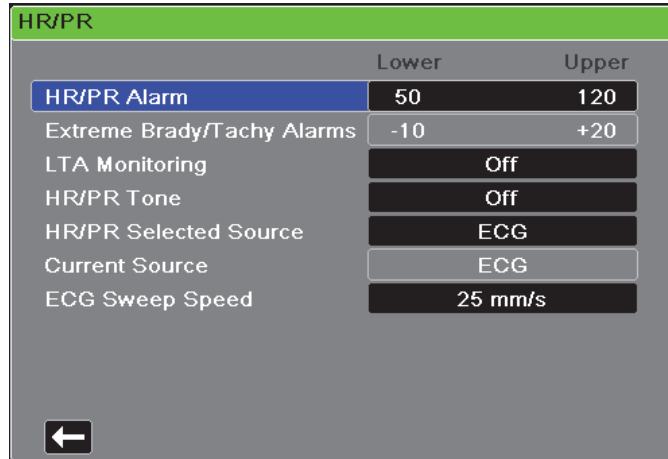 HR/PR
Lower Upper
HR/PR Alarm 50 120
Extreme Brady/Tachy Alarms -10 +20
LTA Monitoring Off
HR/PR Tone Off
HR/PR Selected Source ECG
Current Source ECG
ECG Sweep Speed 25 mm/s